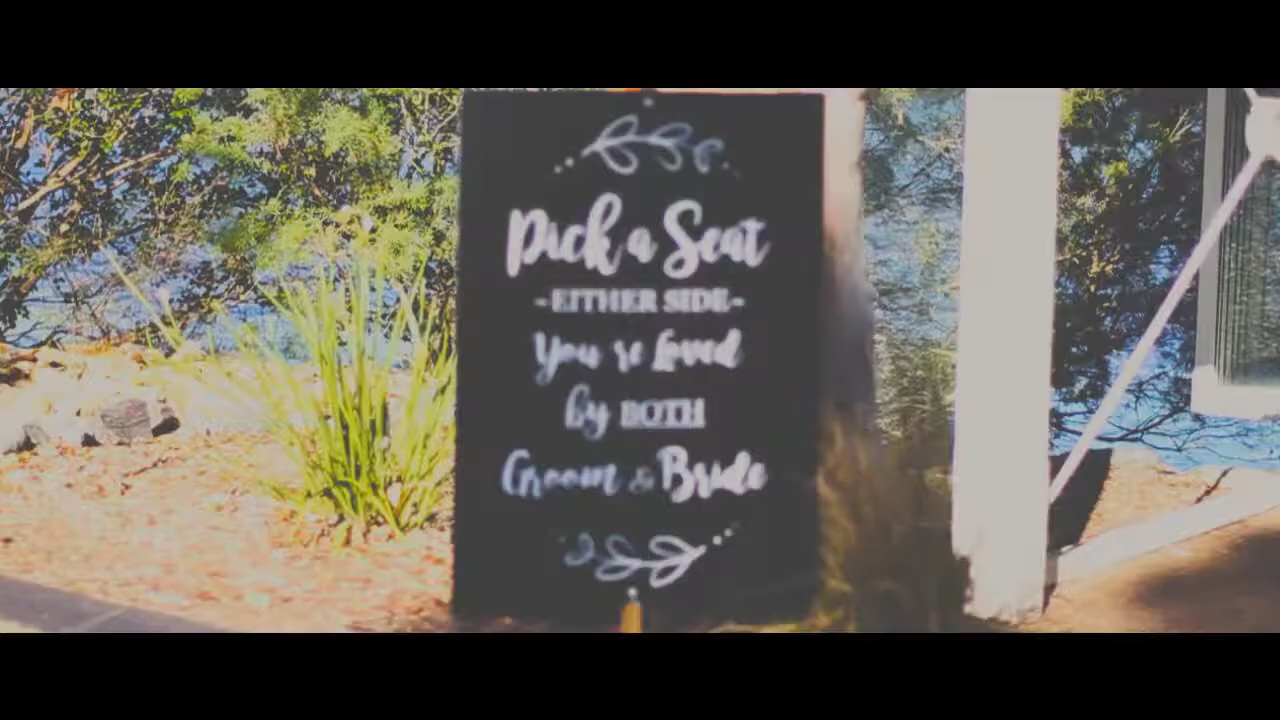 Pick a Seat
-EITHER SIDE-
You're Loved
by BOTH
Groom & Bride